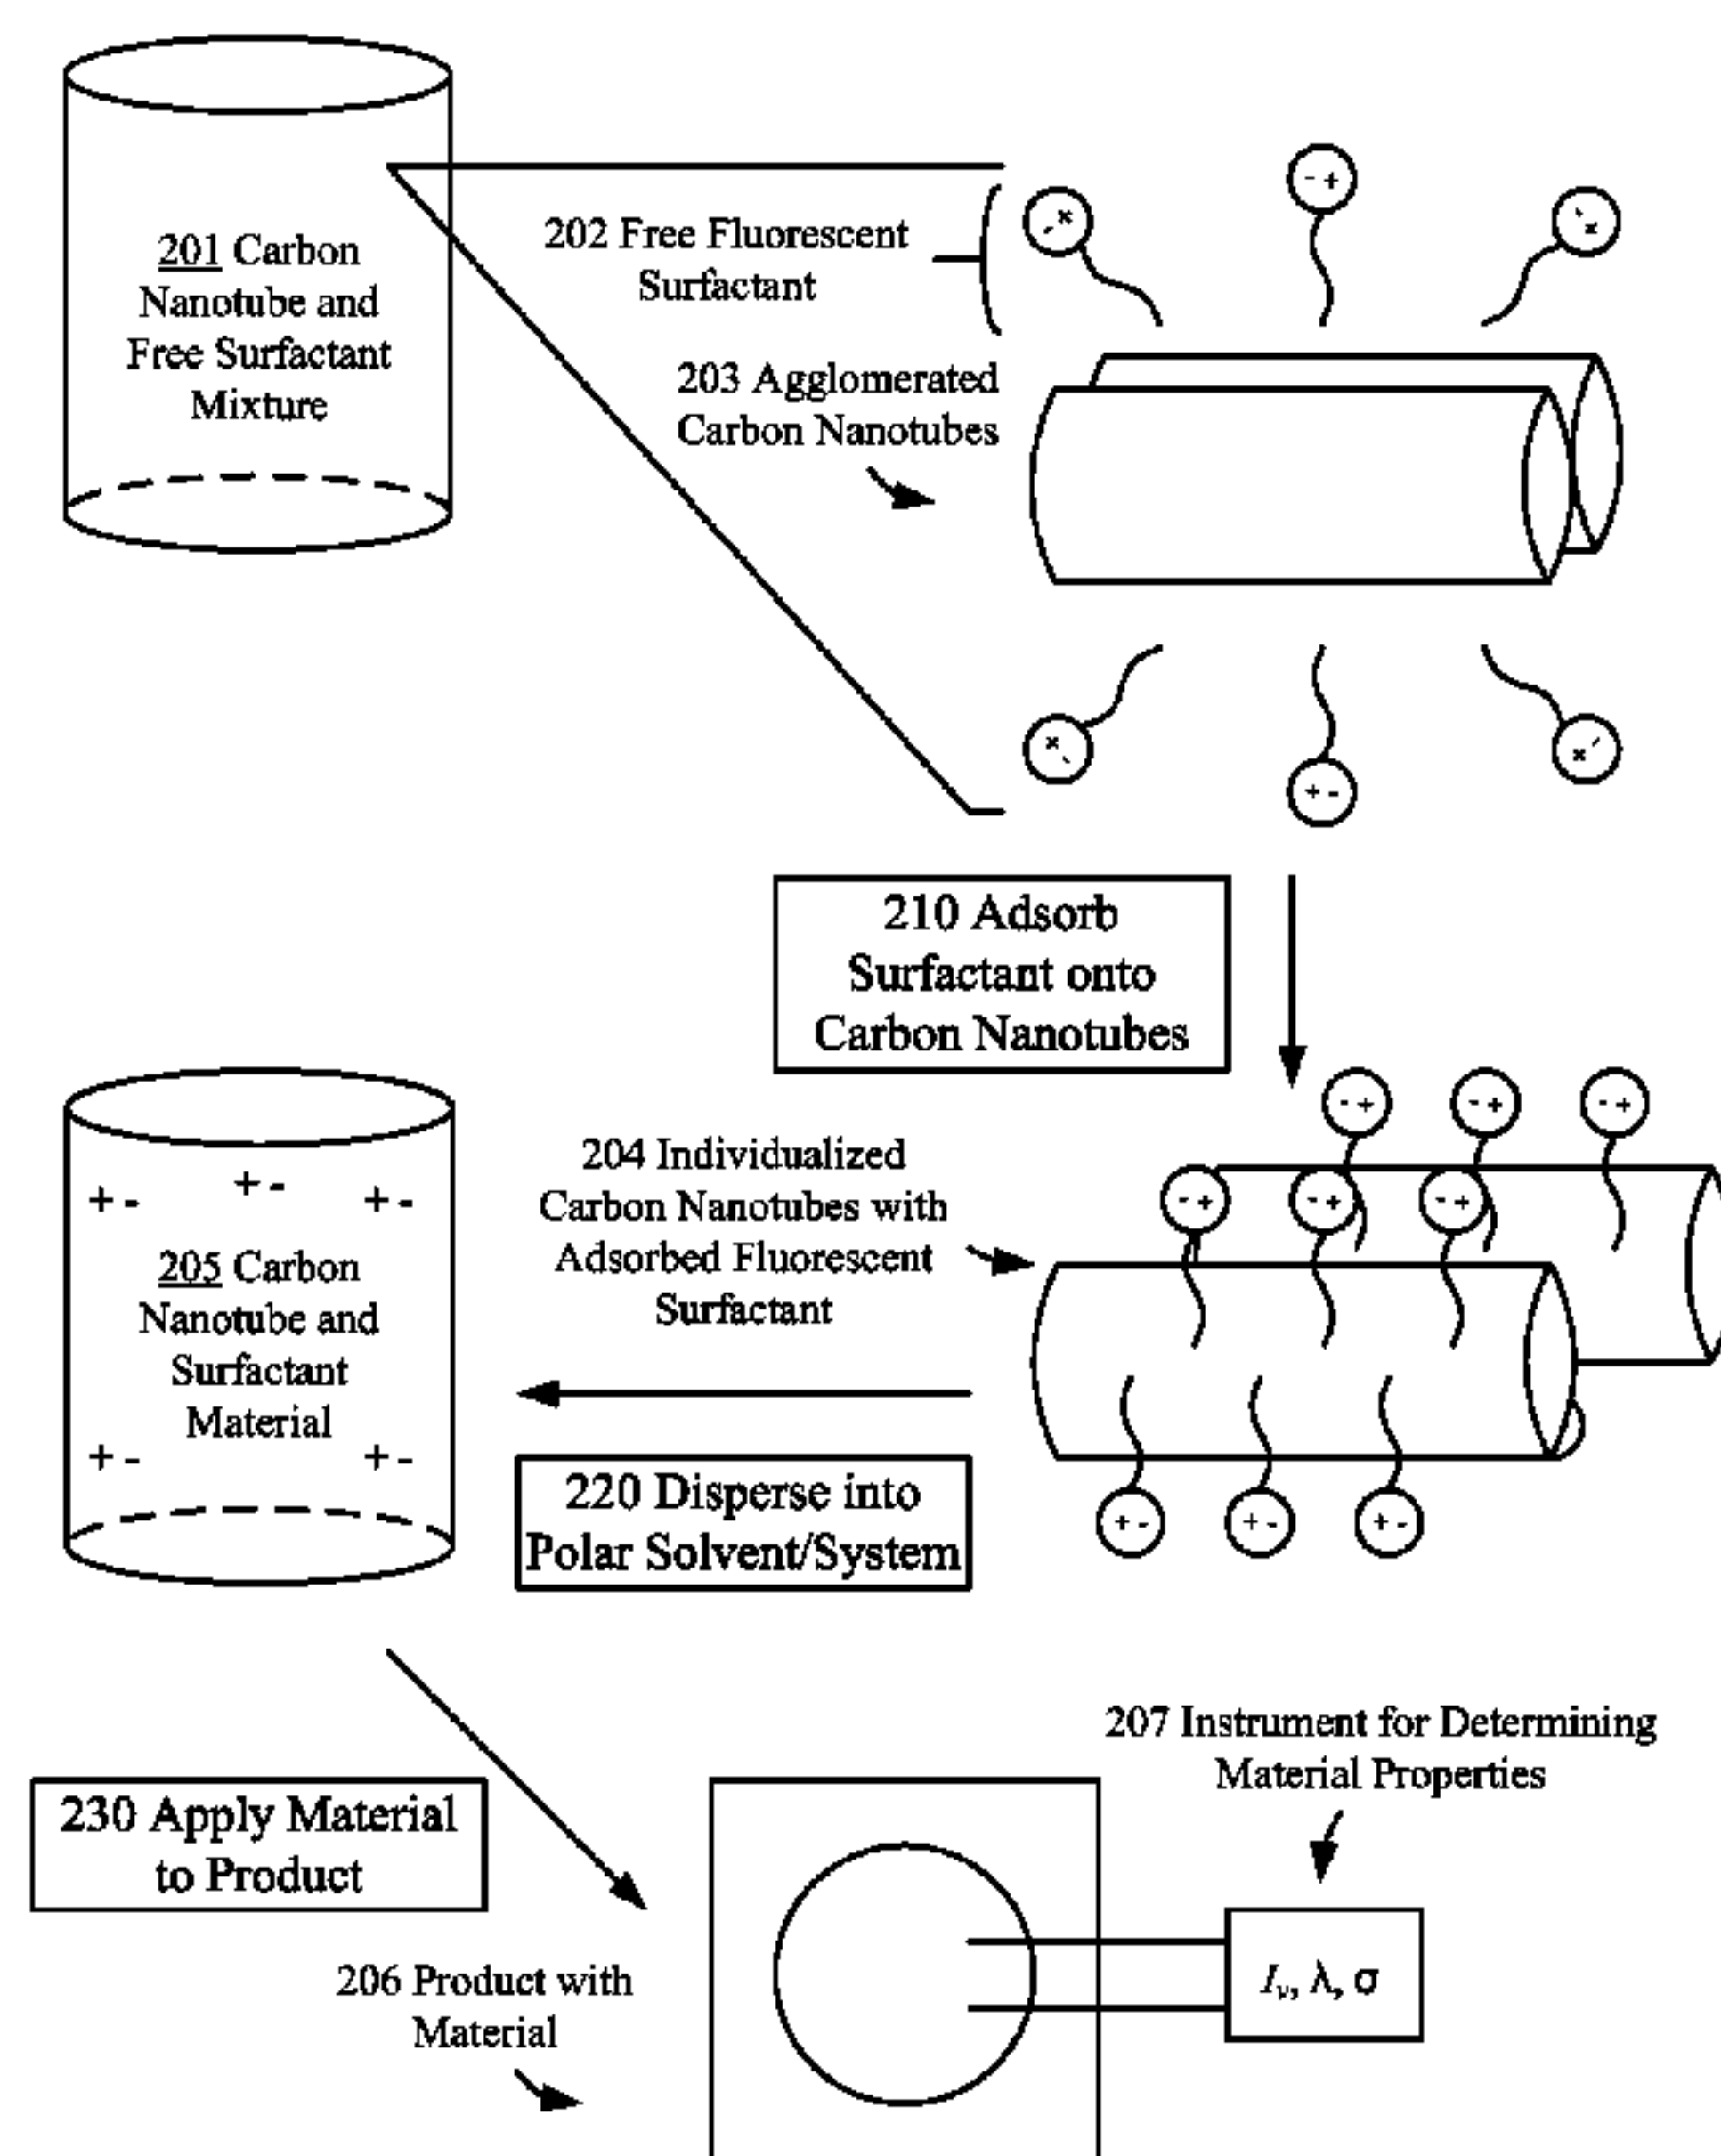 201 Carbon
Nanotube and
Free Surfactant
Mixture
202 Free Fluorescent
Surfactant
203 Agglomerated
Carbon Nanotubes
- +
- +
- +
+ -
+ -
+ -
210 Adsorb
Surfactant onto
Carbon Nanotubes
- +
- +
- +
- +
- +
- +
204 Individualized
Carbon Nanotubes with
Adsorbed Fluorescent
Surfactant
+ -
+ -
+ -
+ -
+ -
+ -
205 Carbon
Nanotube and
Surfactant
Material
+ -
+ -
220 Disperse into
Polar Solvent/System
230 Apply Material
to Product
207 Instrument for Determining
Material Properties
206 Product with
Material
Iᵥ, λ, σ